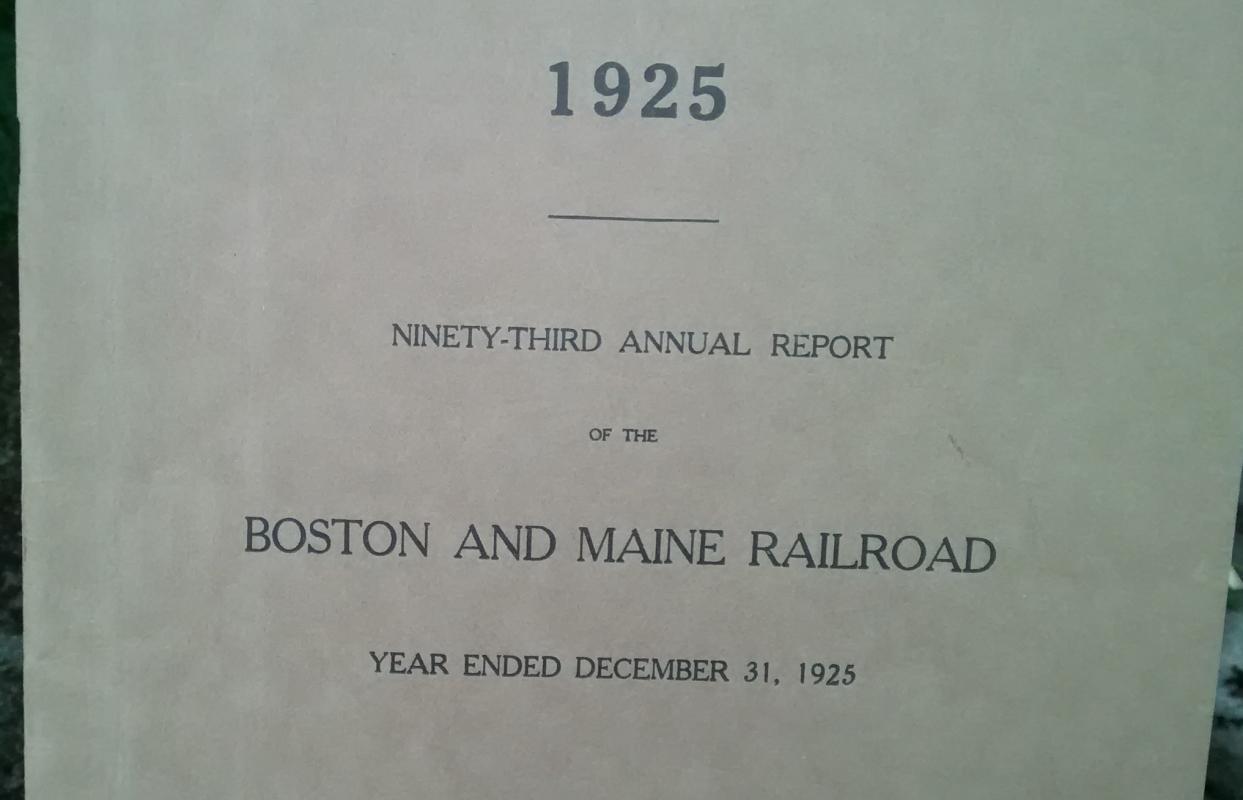 1925
NINETY-THIRD ANNUAL REPORT
OF THE
BOSTON AND MAINE RAILROAD
YEAR ENDED DECEMBER 31, 1925